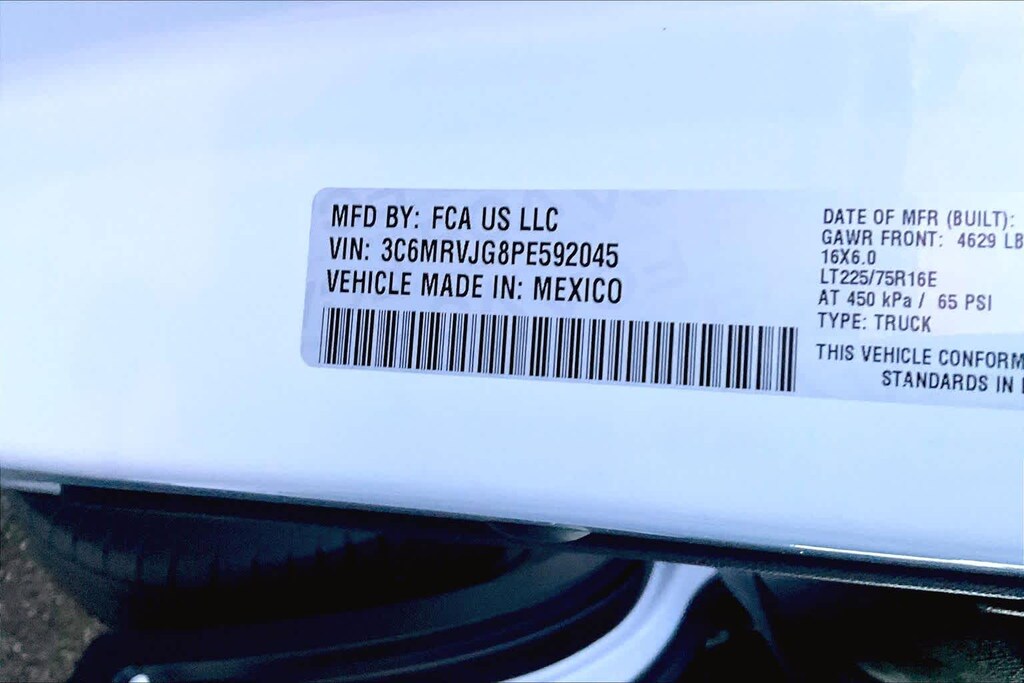 MFD BY: FCA US LLC
VIN: 3C6MRVJG8PE592045
VEHICLE MADE IN: MEXICO
DATE OF MFR (BUILT):
GAWR FRONT: 4629 LB
16X6.0
LT225/75R16E
AT 450 kPa / 65 PSI
TYPE: TRUCK
THIS VEHICLE CONFORM
STANDARDS IN